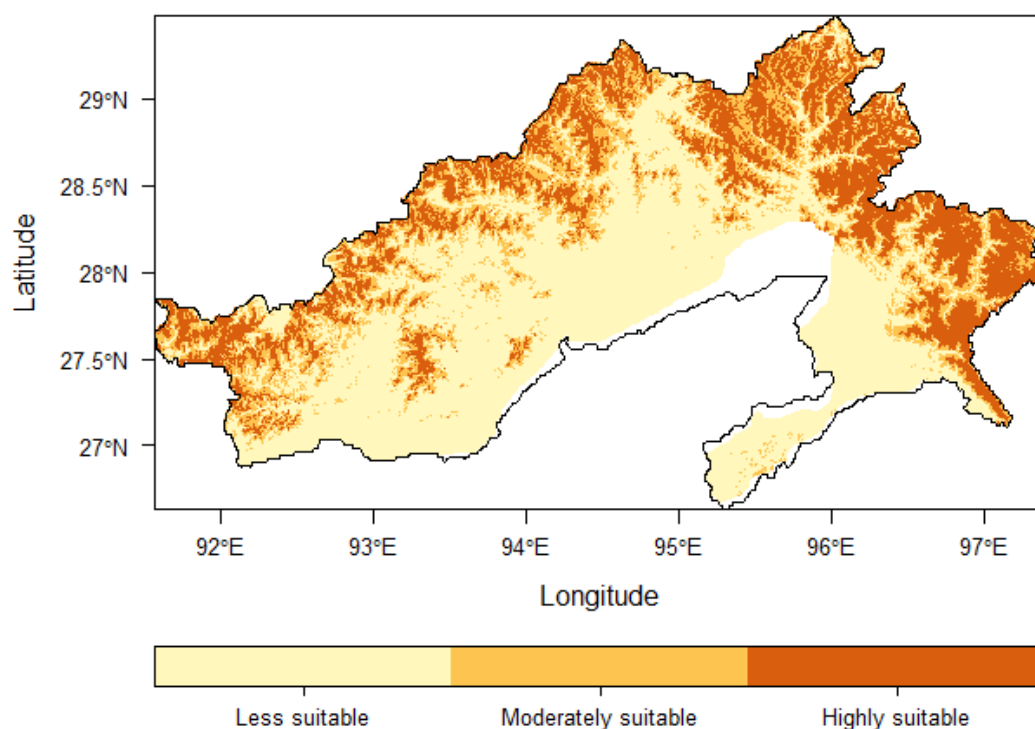 29°N
28.5°N
28°N
27.5°N
27°N
Latitude
92°E 93°E 94°E 95°E 96°E 97°E
Longitude
Less suitable Moderately suitable Highly suitable